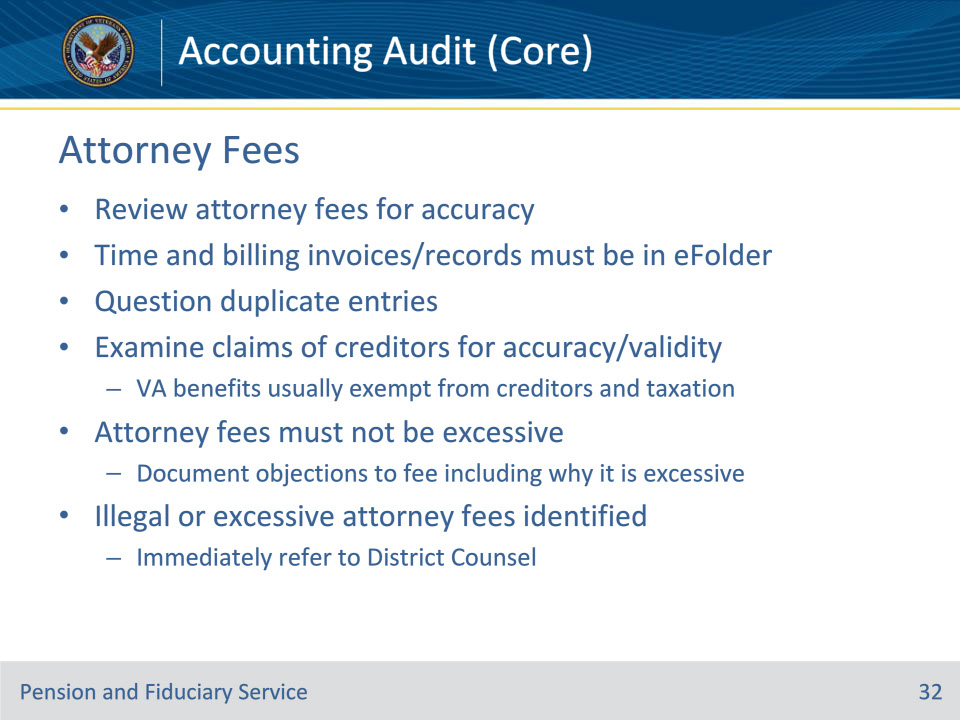 Accounting Audit (Core)
Attorney Fees
• Review attorney fees for accuracy
• Time and billing invoices/records must be in eFolder
• Question duplicate entries
• Examine claims of creditors for accuracy/validity
– VA benefits usually exempt from creditors and taxation
• Attorney fees must not be excessive
– Document objections to fee including why it is excessive
• Illegal or excessive attorney fees identified
– Immediately refer to District Counsel
Pension and Fiduciary Service
32